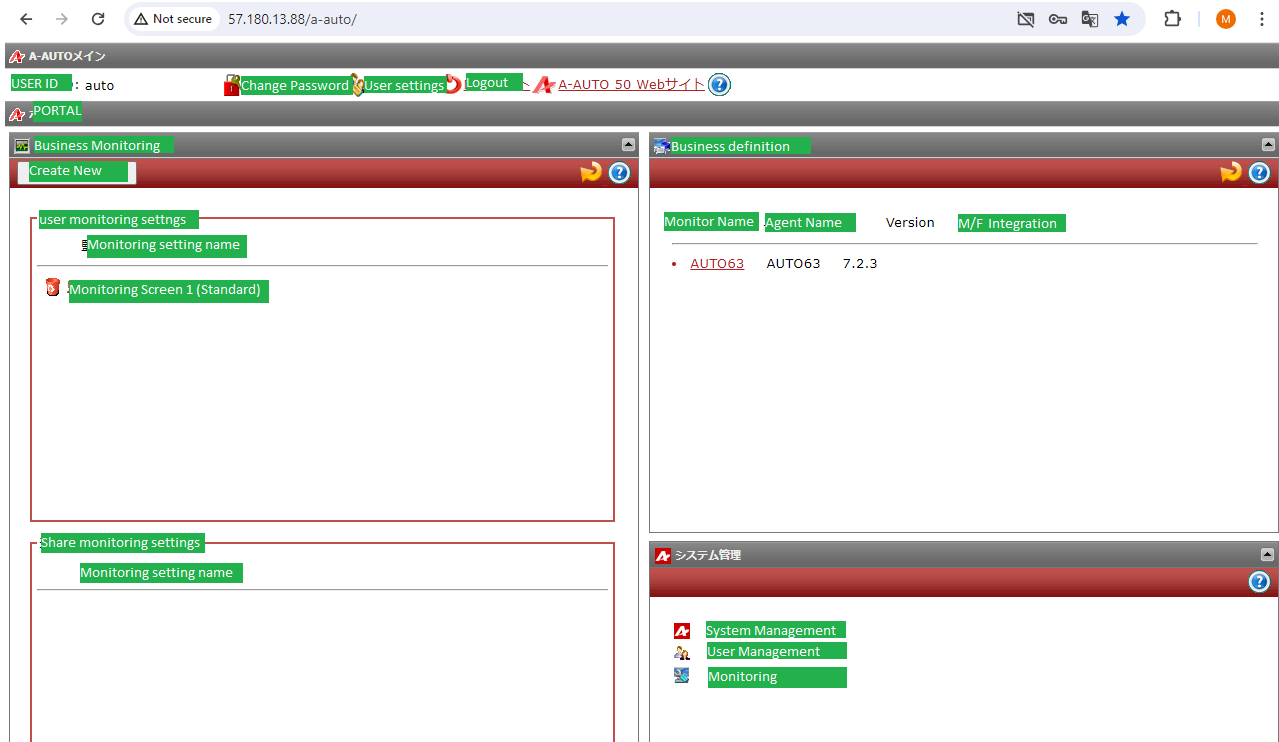 Not secure 57.180.13.88/a-auto/ M
A-AUTOメイン
USER ID : auto Change Password User settings Logout A-AUTO 50 Webサイト
PORTAL
Business Monitoring
Create New
user monitoring settngs
Monitoring setting name
Monitoring Screen 1 (Standard)
Share monitoring settings
Monitoring setting name
Business definition
Monitor Name Agent Name Version M/F Integration
• AUTO63 AUTO63 7.2.3
システム管理
System Management
User Management
Monitoring